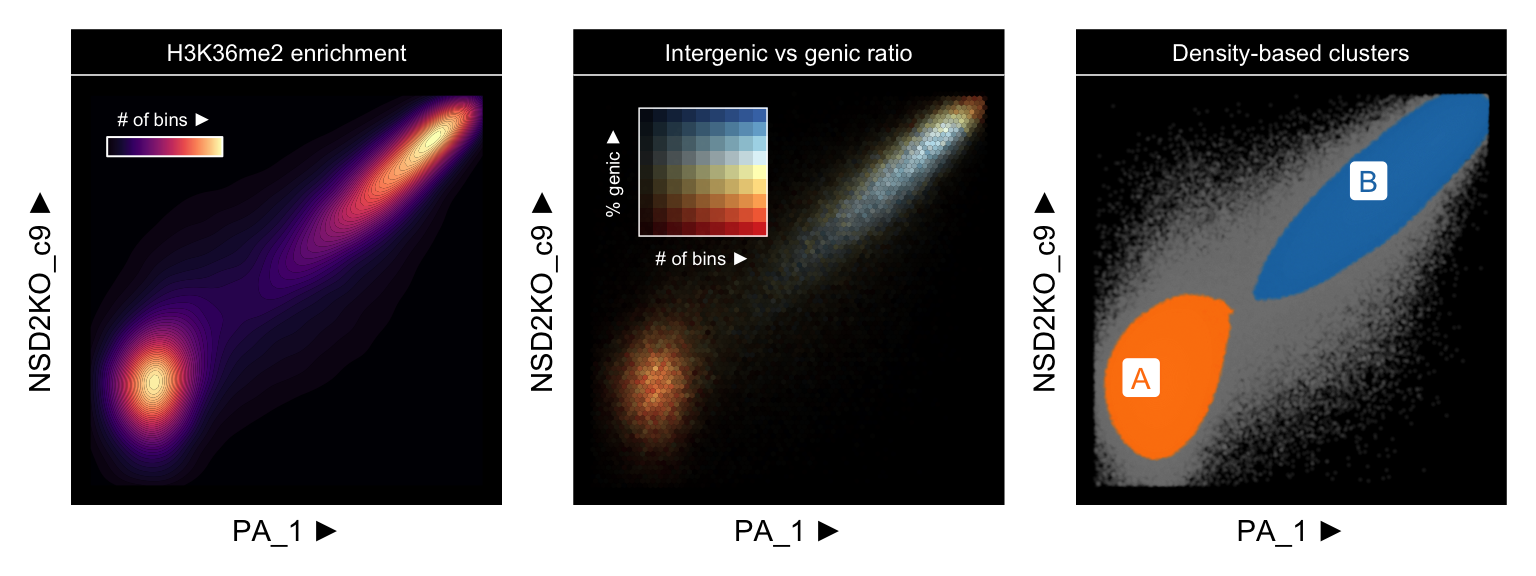 H3K36me2 enrichment
# of bins ▶
NSD2KO_c9 ▶
PA_1 ▶
Intergenic vs genic ratio
% genic ▶
# of bins ▶
NSD2KO_c9 ▶
PA_1 ▶
Density-based clusters
B
A
NSD2KO_c9 ▶
PA_1 ▶